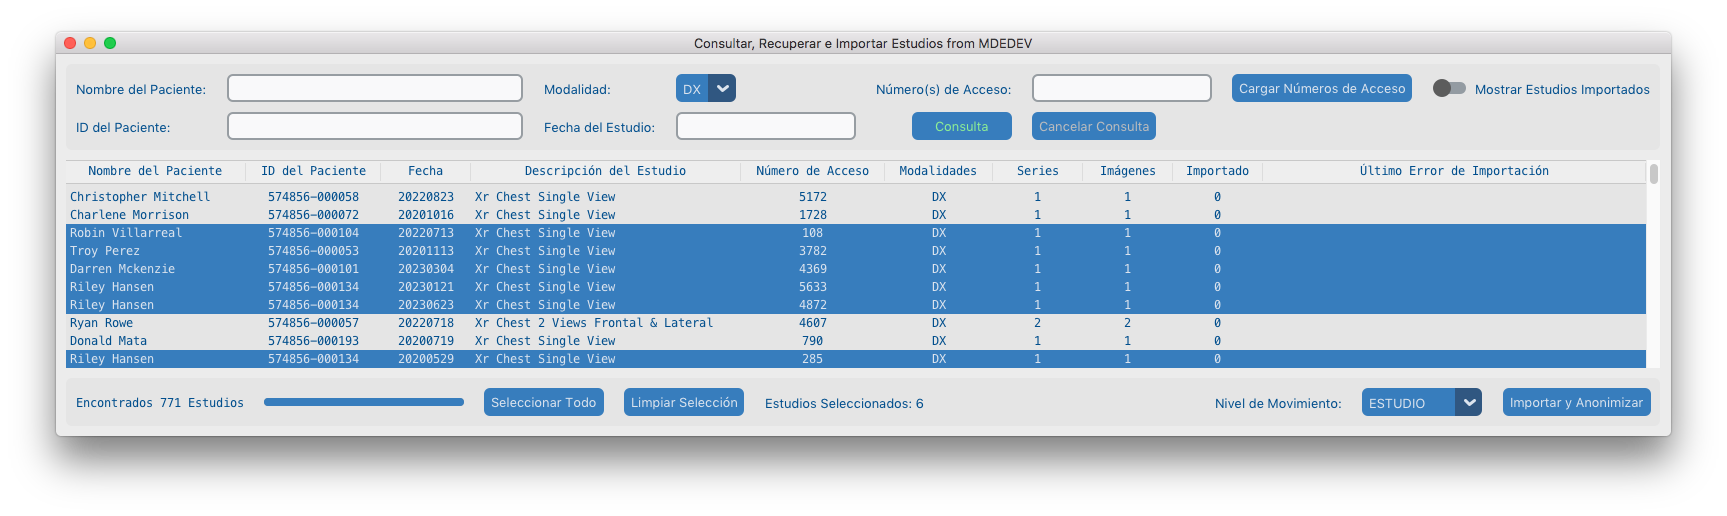 Consultar, Recuperar e Importar Estudios from MDEDEV
Nombre del Paciente: Modalidad: DX Número(s) de Acceso: Cargar Números de Acceso Mostrar Estudios Importados
ID del Paciente: Fecha del Estudio: Consulta Cancelar Consulta
Nombre del Paciente ID del Paciente Fecha Descripción del Estudio Número de Acceso Modalidades Series Imágenes Importado Último Error de Importación
Christopher Mitchell 574856-000058 20220823 Xr Chest Single View 5172 DX 1 1 0
Charlene Morrison 574856-000072 20201016 Xr Chest Single View 1728 DX 1 1 0
Robin Villarreal 574856-000104 20220713 Xr Chest Single View 108 DX 1 1 0
Troy Perez 574856-000053 20201113 Xr Chest Single View 3782 DX 1 1 0
Darren Mckenzie 574856-000101 20230304 Xr Chest Single View 4369 DX 1 1 0
Riley Hansen 574856-000134 20230121 Xr Chest Single View 5633 DX 1 1 0
Riley Hansen 574856-000134 20230623 Xr Chest Single View 4872 DX 1 1 0
Ryan Rowe 574856-000057 20220718 Xr Chest 2 Views Frontal & Lateral 4607 DX 2 2 0
Donald Mata 574856-000193 20200719 Xr Chest Single View 790 DX 1 1 0
Riley Hansen 574856-000134 20200529 Xr Chest Single View 285 DX 1 1 0
Encontrados 771 Estudios Seleccionar Todo Limpiar Selección Estudios Seleccionados: 6 Nivel de Movimiento: ESTUDIO Importar y Anonimizar